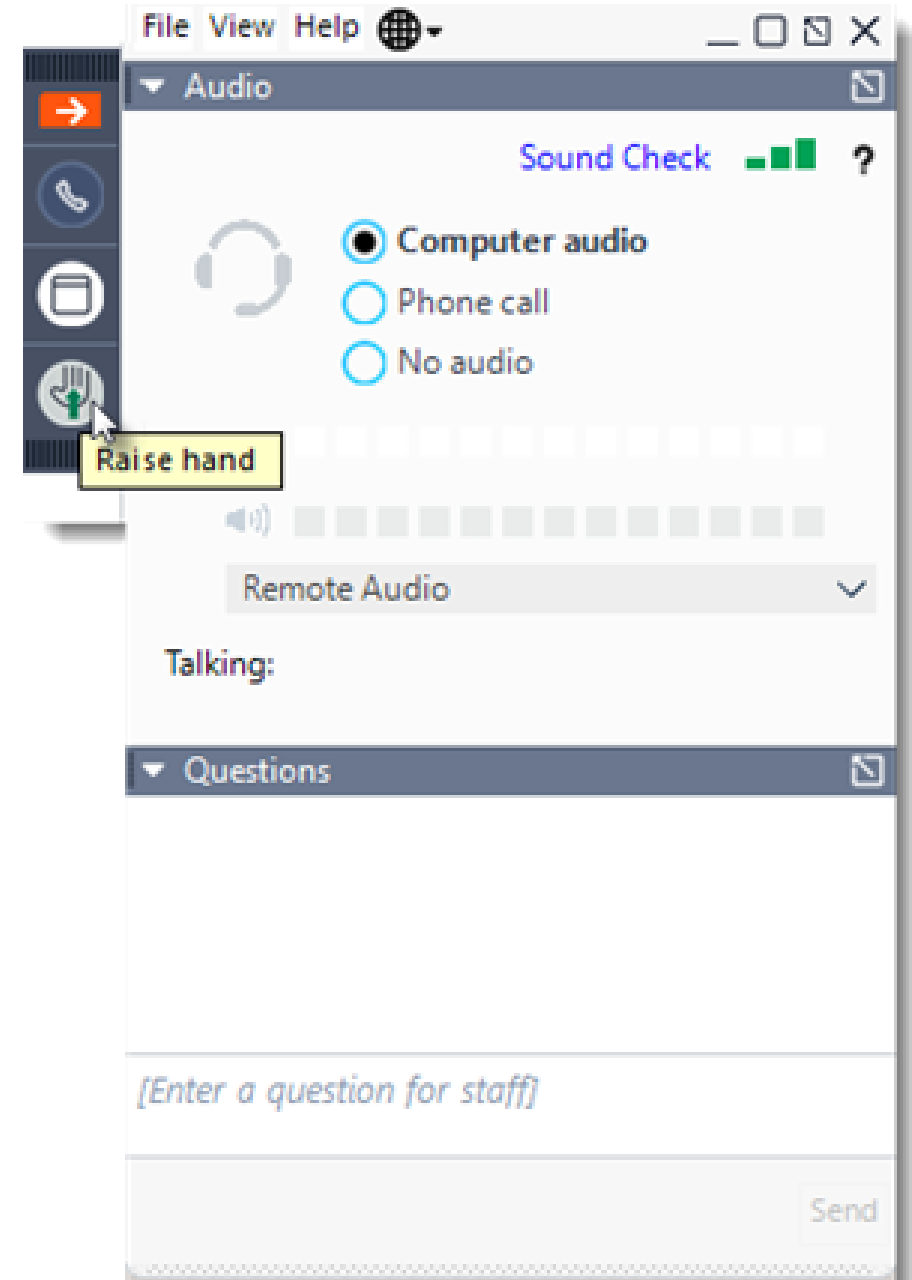 File View Help
Audio
Sound Check ?
Computer audio
Phone call
No audio
Raise hand
Remote Audio
Talking:
Questions
[Enter a question for staff]
Send